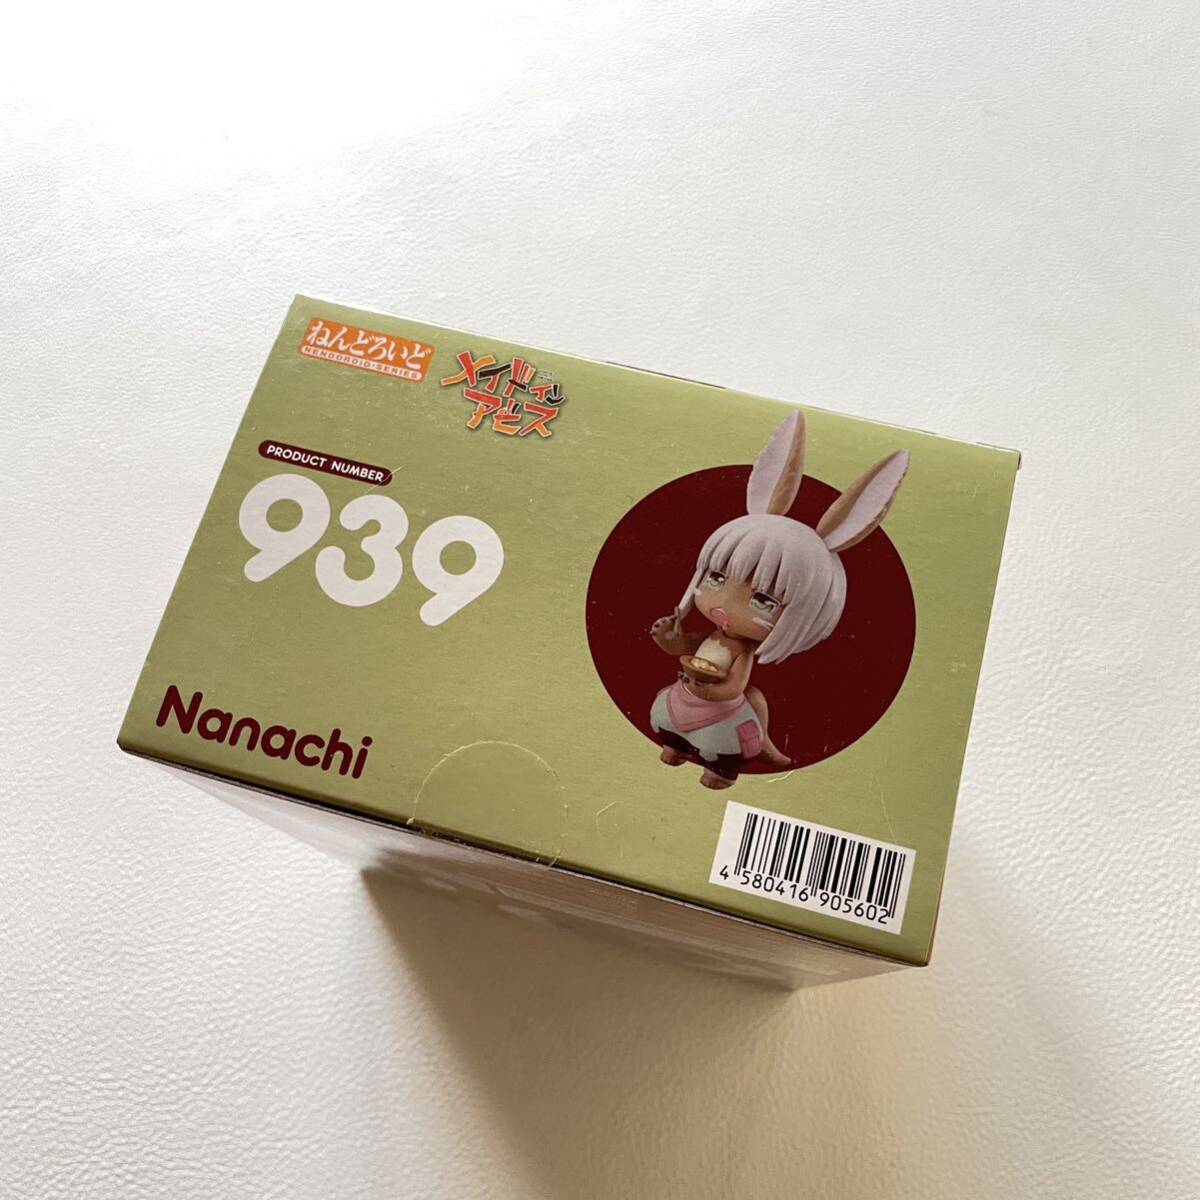 ねんどろいど
NENDOROID-SERIES
メイドイン
アビス
PRODUCT NUMBER
939
Nanachi
4 580416 905602